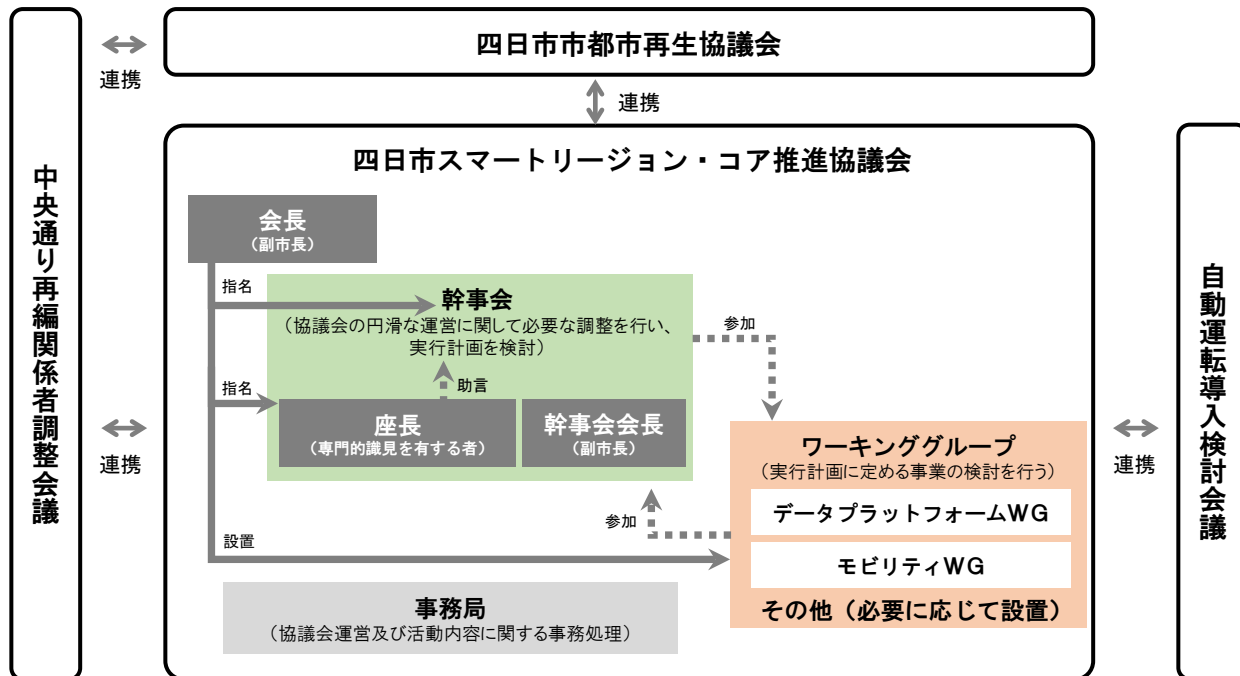 四日市市都市再生協議会
連携
連携
中央通り再編関係者調整会議
四日市スマートリージョン・コア推進協議会
会長
（副市長）
指名
幹事会
（協議会の円滑な運営に関して必要な調整を行い、
実行計画を検討）
参加
指名
助言
座長
（専門的識見を有する者）
幹事会会長
（副市長）
連携
ワーキンググループ
（実行計画に定める事業の検討を行う）
データプラットフォームWG
モビリティWG
その他（必要に応じて設置）
参加
設置
事務局
（協議会運営及び活動内容に関する事務処理）
連携
自動運転導入検討会議